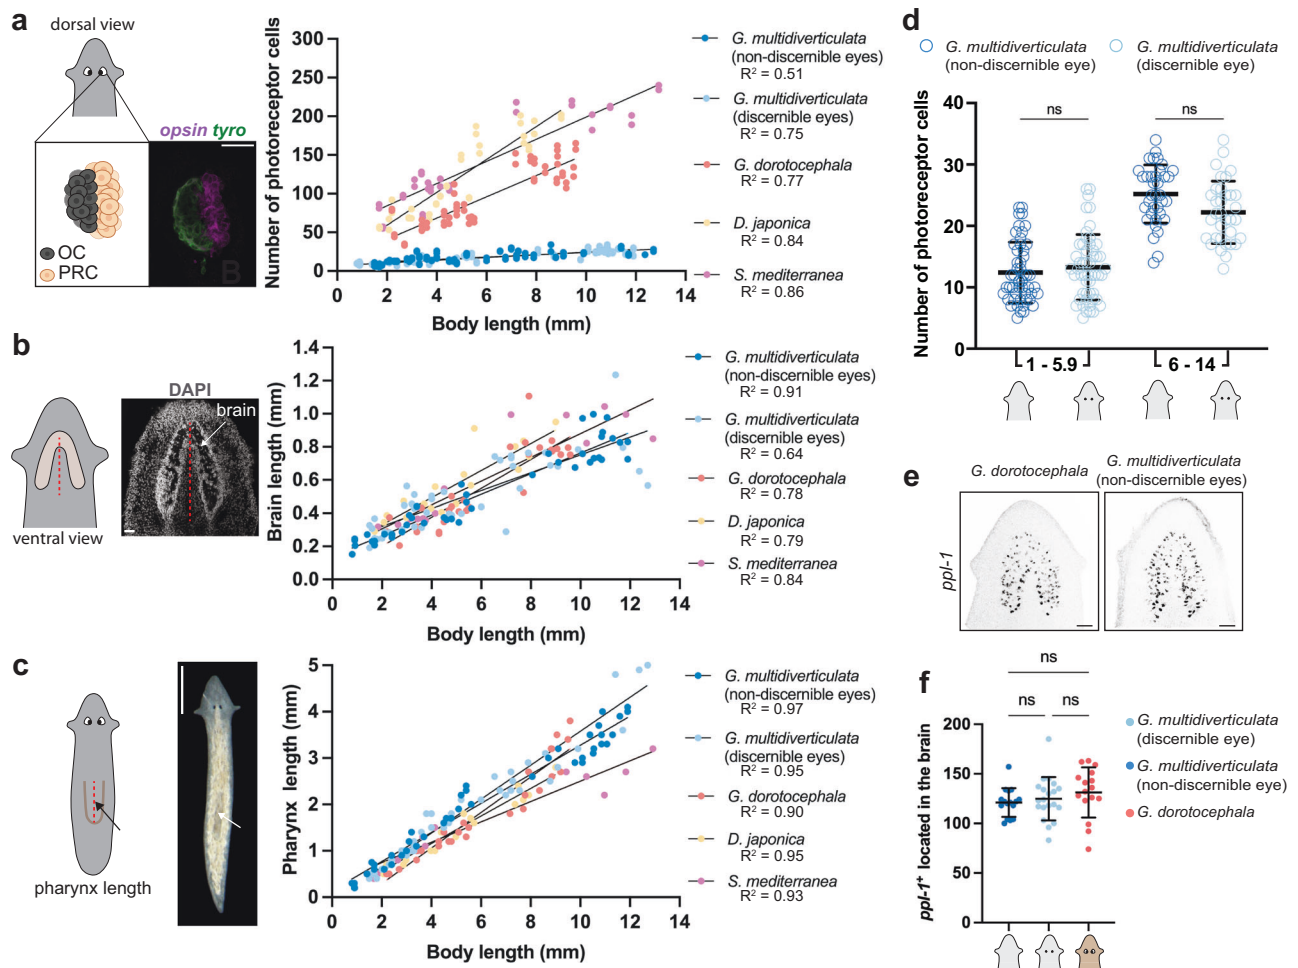 a
dorsal view
opsin tyro
B
OC
PRC
Number of photoreceptor cells
300
250
200
150
100
50
0
0 2 4 6 8 10 12 14
Body length (mm)
G. multidiverticulata
(non-discernible eyes)
R² = 0.51
G. multidiverticulata
(discernible eyes)
R² = 0.75
G. dorotocephala
R² = 0.77
D. japonica
R² = 0.84
S. mediterranea
R² = 0.86
b
DAPI
brain
ventral view
Brain length (mm)
1.4
1.2
1.0
0.8
0.6
0.4
0.2
0.0
0 2 4 6 8 10 12 14
Body length (mm)
G. multidiverticulata
(non-discernible eyes)
R² = 0.91
G. multidiverticulata
(discernible eyes)
R² = 0.64
G. dorotocephala
R² = 0.78
D. japonica
R² = 0.79
S. mediterranea
R² = 0.84
c
pharynx length
Pharynx length (mm)
5
4
3
2
1
0
0 2 4 6 8 10 12 14
Body length (mm)
G. multidiverticulata
(non-discernible eyes)
R² = 0.97
G. multidiverticulata
(discernible eyes)
R² = 0.95
G. dorotocephala
R² = 0.90
D. japonica
R² = 0.95
S. mediterranea
R² = 0.93
d
G. multidiverticulata
(non-discernible eye)
G. multidiverticulata
(discernible eye)
Number of photoreceptor cells
40
30
20
10
0
ns ns
1 - 5.9 6 - 14
e
G. dorotocephala
G. multidiverticulata
(non-discernible eyes)
ppl-1
f
ns
ns ns
ppl-1⁺ located in the brain
200
150
100
50
0
G. multidiverticulata
(discernible eye)
G. multidiverticulata
(non-discernible eye)
G. dorotocephala